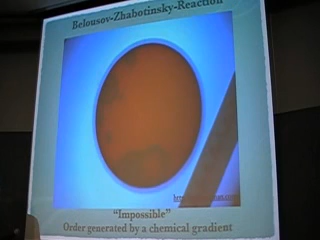 Belousov-Zhabotinsky-Reaction
"Impossible"
Order generated by a chemical gradient